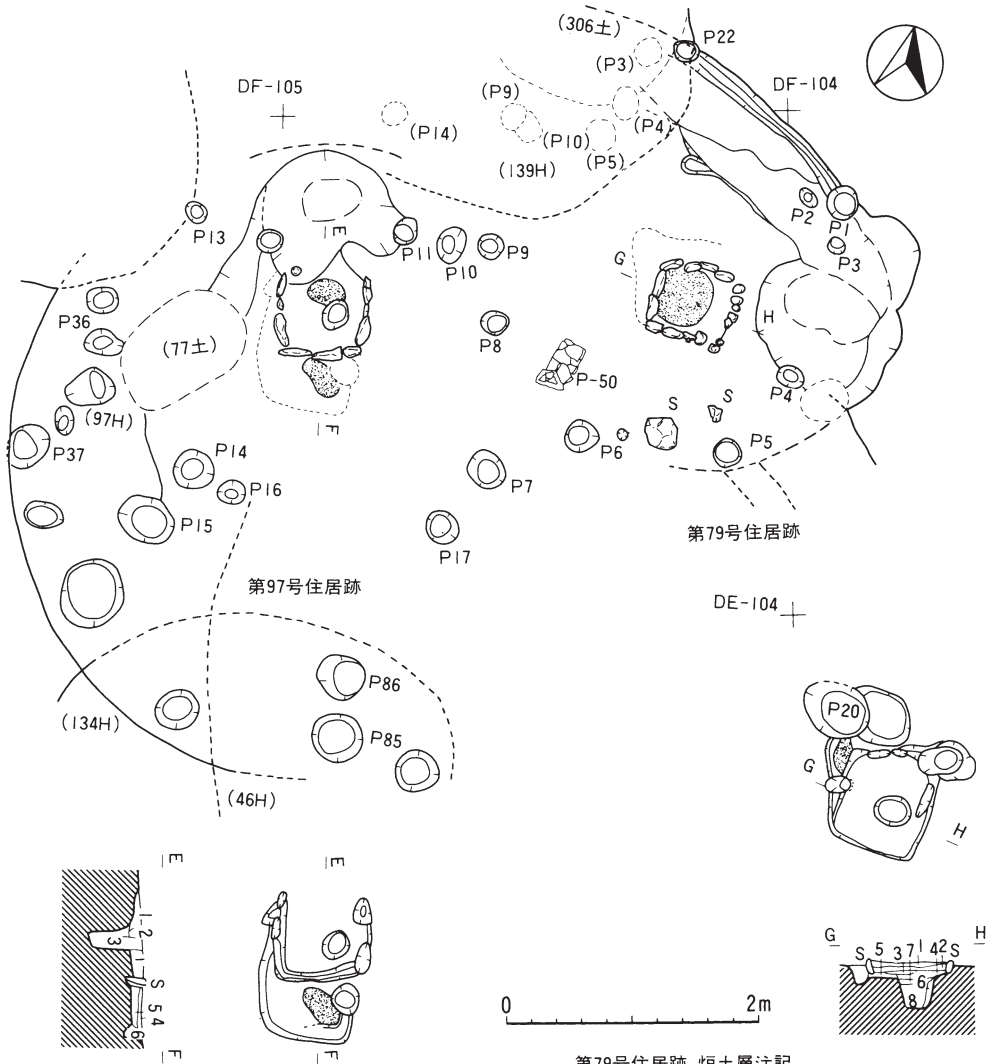 (306土)
P22
(P3)
DF-105
DF-104
(P9)
(P14)
(P10)
(P4)
(P5)
(139H)
P2
P1
P13
E
P11
P10
P9
G
P3
P36
(77土)
P8
H
P-50
S
S
P4
(97H)
P37
F
P14
P6
P5
P16
P7
P15
P17
第79号住居跡
第97号住居跡
DE-104
P86
P20
(134H)
P85
G
(46H)
H
E
E
1
2
3
1
S
5
4
6
F
F
G
H
S 5 3 7 1 4 2 S
6
8
0 2m